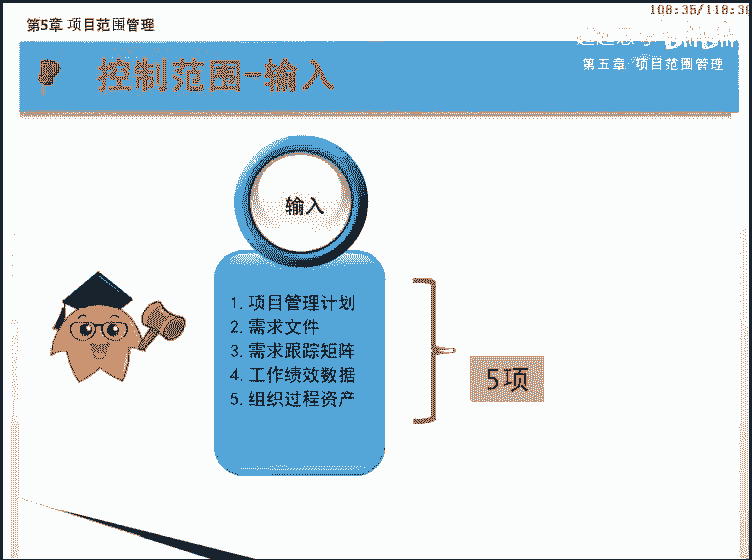 108:35/118:3
第5章 项目范围管理
控制范围-输入
第五章 项目范围管理
输入
1. 项目管理计划
2. 需求文件
3. 需求跟踪矩阵
4. 工作绩效数据
5. 组织过程资产
5项